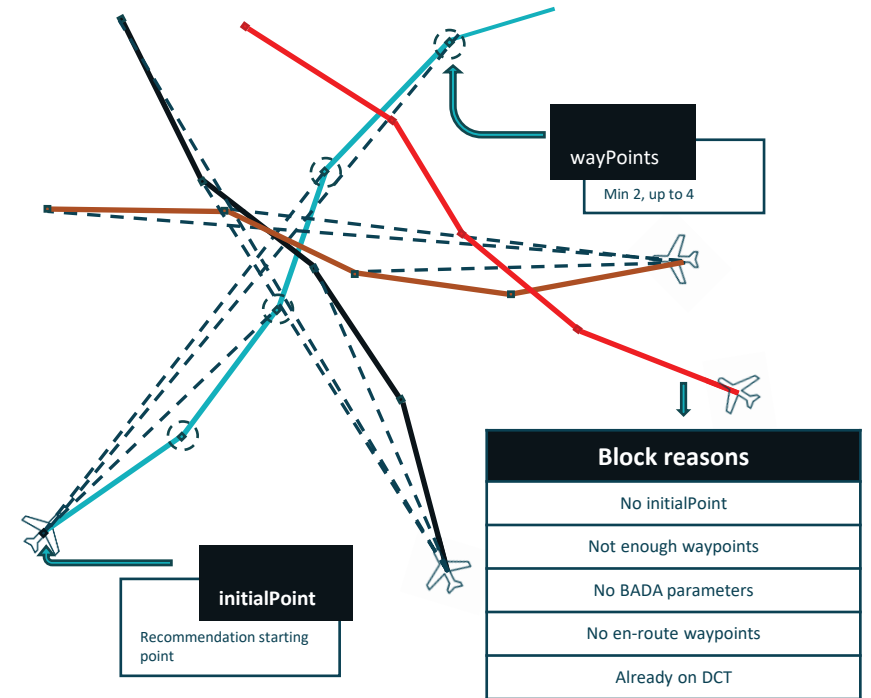 wayPoints
Min 2, up to 4
Block reasons
No initialPoint
Not enough waypoints
No BADA parameters
No en-route waypoints
Already on DCT
initialPoint
Recommendation starting
point